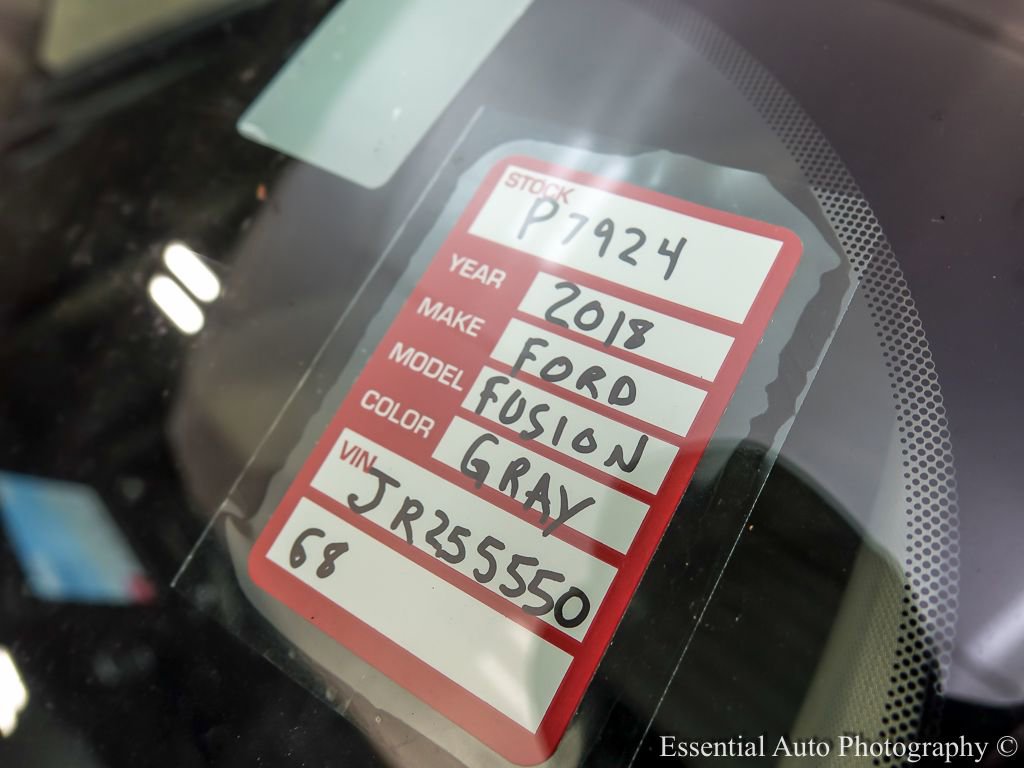 STOCK
P7924
YEAR 2018
MAKE FORD
MODEL FUSION
COLOR GRAY
VIN
JR255550
68
Essential Auto Photography ©